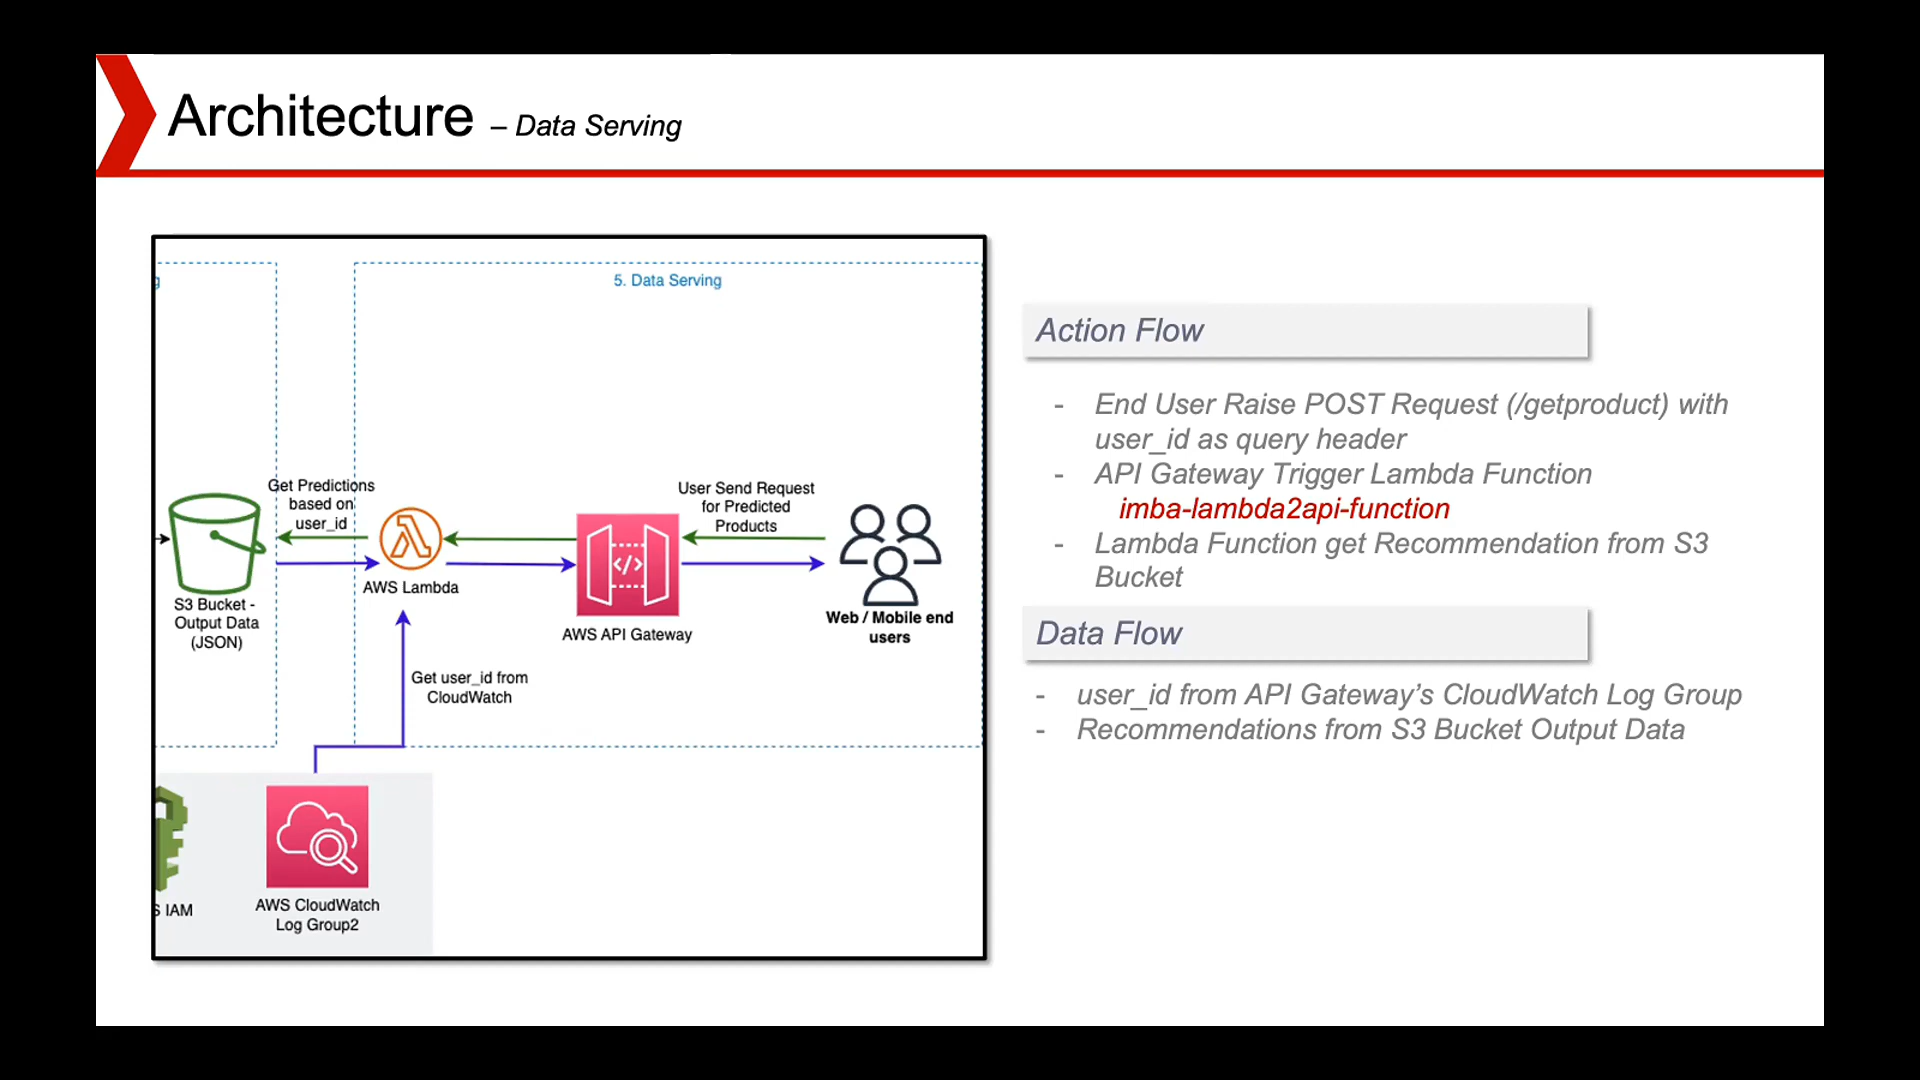 Architecture – Data Serving
g
5. Data Serving
Get Predictions
based on
user_id
User Send Request
for Predicted
Products
AWS Lambda
S3 Bucket -
Output Data
(JSON)
AWS API Gateway
Web / Mobile end
users
Get user_id from
CloudWatch
S IAM
AWS CloudWatch
Log Group2
Action Flow
- End User Raise POST Request (/getproduct) with
user_id as query header
- API Gateway Trigger Lambda Function
imba-lambda2api-function
- Lambda Function get Recommendation from S3
Bucket
Data Flow
- user_id from API Gateway’s CloudWatch Log Group
- Recommendations from S3 Bucket Output Data